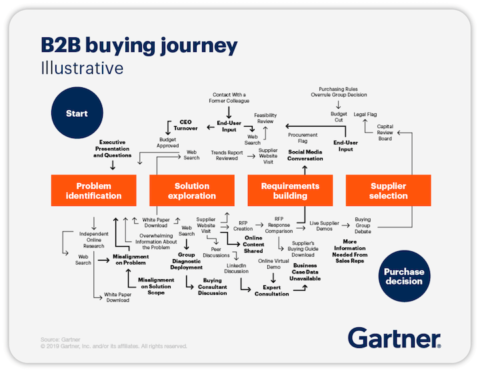 B2B buying journey
Illustrative
Start
Contact With a
Former Colleague
Purchasing Rules
Overrule Group Decision
CEO
Turnover
End-User
Input
Feasibility
Review
Budget
Cut
Legal Flag
Capital
Review
Board
Budget
Approved
Web
Search
Procurement
Flag
End-User
Input
Executive
Presentation
and Questions
Web
Search
Trends Report
Reviewed
Supplier
Website
Visit
Social Media
Conversation
Problem
identification
Solution
exploration
Requirements
building
Supplier
selection
Independent
Online
Research
White Paper
Download
Overwhelming
Information About
the Problem
Web
Search
Supplier
Website
Visit
RFP
Creation
RFP
Response
Comparison
Live Supplier
Demos
Buying
Group
Debate
Web
Search
Misalignment
on Problem
Group
Diagnostic
Deployment
Peer
Discussions
Online
Content
Shared
Supplier's
Buying Guide
Download
More
Information
Needed From
Sales Reps
LinkedIn
Discussion
Online Virtual
Demo
Business
Case Data
Unavailable
Misalignment
on Solution
Scope
Buying
Consultant
Discussion
Expert
Consultation
White Paper
Download
Purchase
decision
Source: Gartner
© 2019 Gartner, Inc. and/or its affiliates. All rights reserved.
Gartner